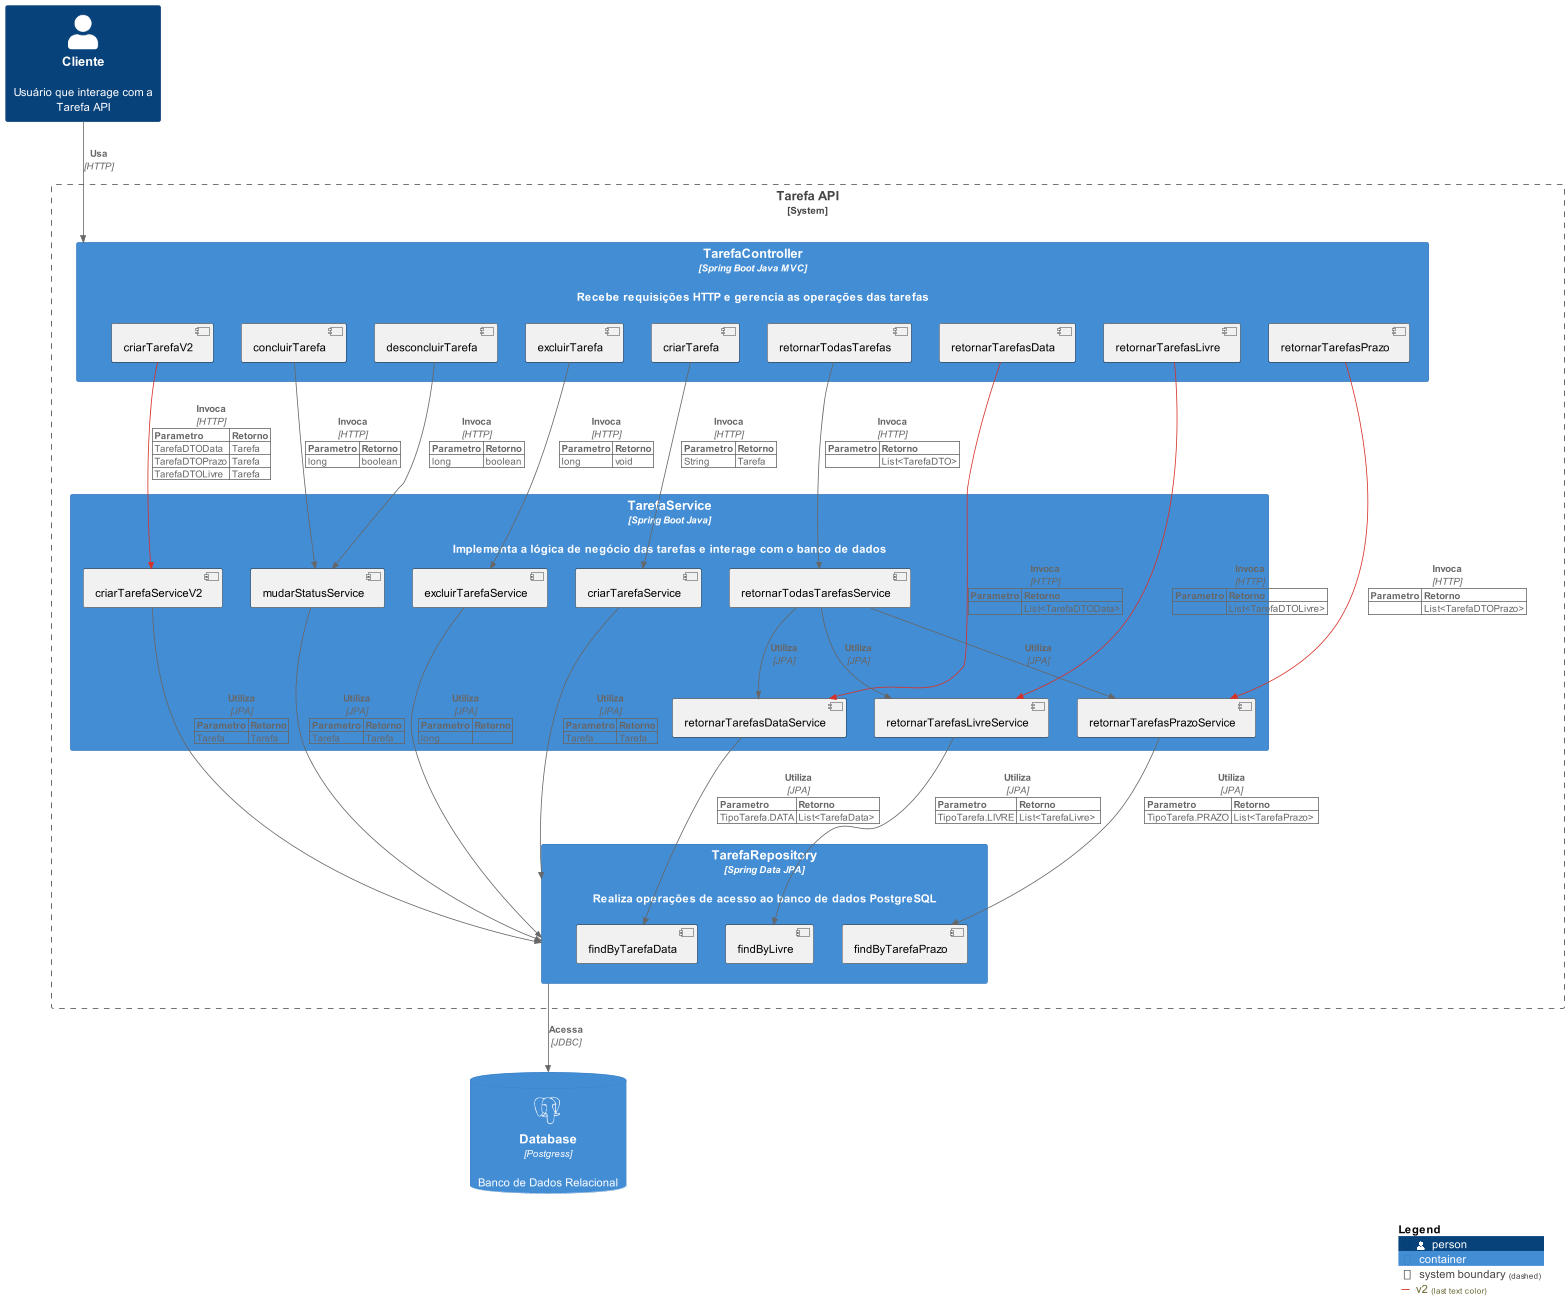 Cliente
Usuário que interage com a
Tarefa API
Usa
[HTTP]
Tarefa API
[System]
TarefaController
[Spring Boot Java MVC]
Recebe requisições HTTP e gerencia as operações das tarefas
criarTarefaV2
concluirTarefa
desconcluirTarefa
excluirTarefa
criarTarefa
retornarTodasTarefas
retornarTarefasData
retornarTarefasLivre
retornarTarefasPrazo
Invoca
[HTTP]
Parametro Retorno
TarefaDTOData Tarefa
TarefaDTOPrazo Tarefa
TarefaDTOLivre Tarefa
Invoca
[HTTP]
Parametro Retorno
long boolean
Invoca
[HTTP]
Parametro Retorno
long boolean
Invoca
[HTTP]
Parametro Retorno
long void
Invoca
[HTTP]
Parametro Retorno
String Tarefa
Invoca
[HTTP]
Parametro Retorno
List<TarefaDTO>
TarefaService
[Spring Boot Java]
Implementa a lógica de negócio das tarefas e interage com o banco de dados
criarTarefaServiceV2
mudarStatusService
excluirTarefaService
criarTarefaService
retornarTodasTarefasService
Invoca
[HTTP]
Parametro Retorno
List<TarefaDTOData>
Invoca
[HTTP]
Parametro Retorno
List<TarefaDTOLivre>
Invoca
[HTTP]
Parametro Retorno
List<TarefaDTOPrazo>
Utiliza
[JPA]
Utiliza
[JPA]
Utiliza
[JPA]
Utiliza
[JPA]
Parametro Retorno
Tarefa Tarefa
Utiliza
[JPA]
Parametro Retorno
Tarefa Tarefa
Utiliza
[JPA]
Parametro Retorno
long
Utiliza
[JPA]
Parametro Retorno
Tarefa Tarefa
retornarTarefasDataService
retornarTarefasLivreService
retornarTarefasPrazoService
Utiliza
[JPA]
Parametro Retorno
TipoTarefa.DATA List<TarefaData>
Utiliza
[JPA]
Parametro Retorno
TipoTarefa.LIVRE List<TarefaLivre>
Utiliza
[JPA]
Parametro Retorno
TipoTarefa.PRAZO List<TarefaPrazo>
TarefaRepository
[Spring Data JPA]
Realiza operações de acesso ao banco de dados PostgreSQL
findByTarefaData
findByLivre
findByTarefaPrazo
Acessa
[JDBC]
Database
[Postgress]
Banco de Dados Relacional
Legend
person
container
system boundary (dashed)
v2 (last text color)